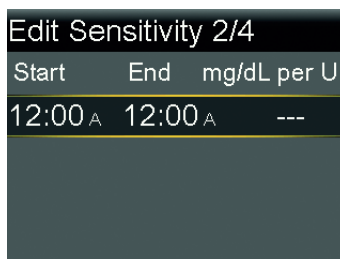 Edit Sensitivity 2/4
Start End mg/dL per U
12:00 A 12:00 A ---